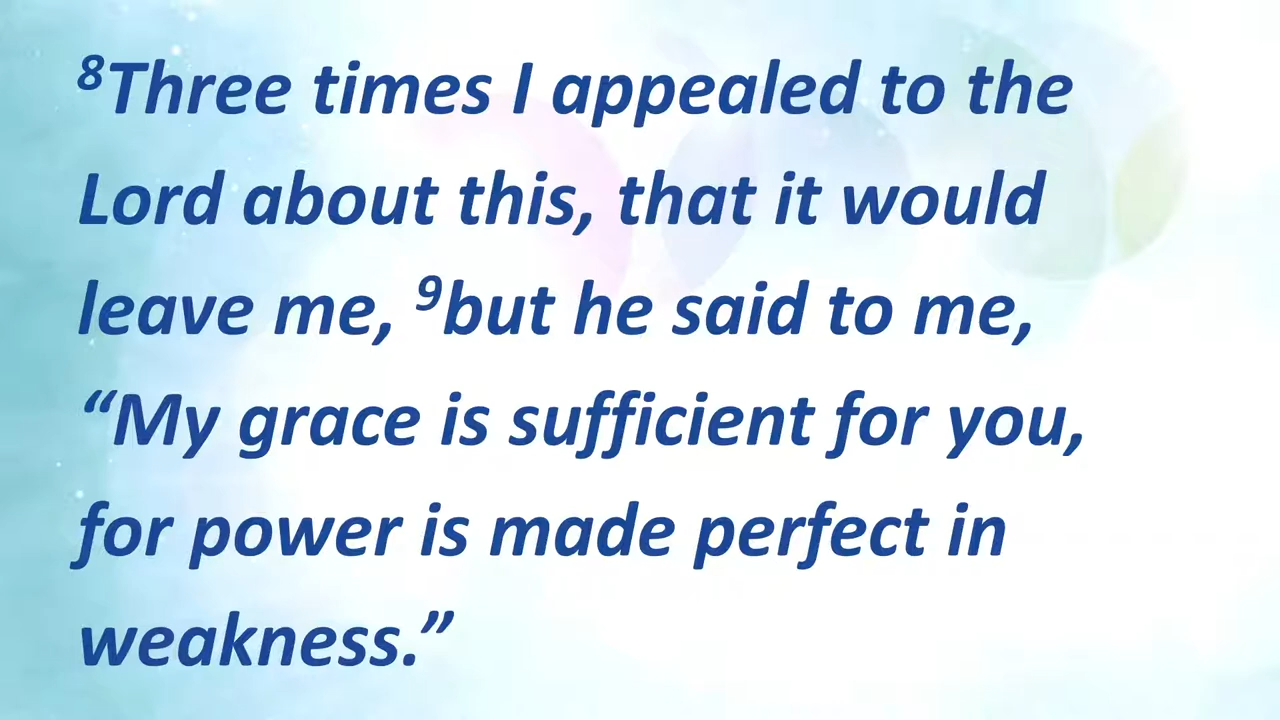 ⁸Three times I appealed to the
Lord about this, that it would
leave me, ⁹but he said to me,
“My grace is sufficient for you,
for power is made perfect in
weakness.”